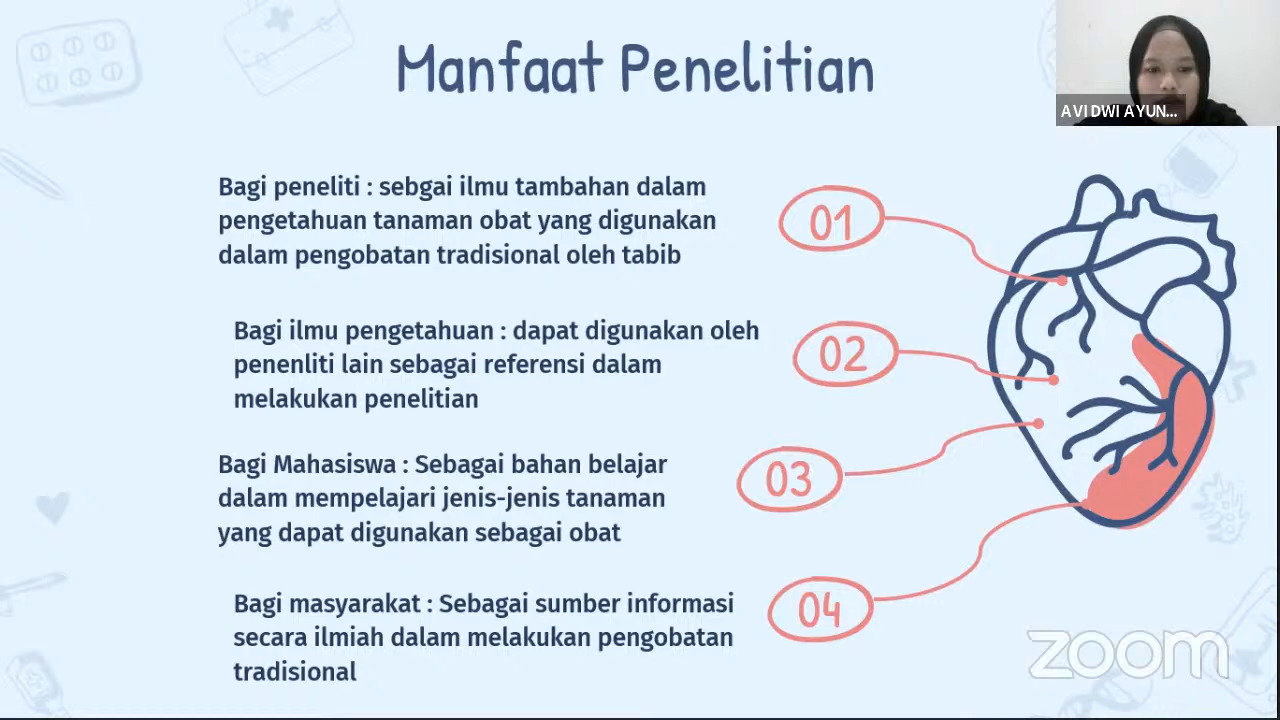 Manfaat Penelitian
AVI DWI AYUN...
Bagi peneliti : sebgai ilmu tambahan dalam
pengetahuan tanaman obat yang digunakan
dalam pengobatan tradisional oleh tabib
01
Bagi ilmu pengetahuan : dapat digunakan oleh
penenliti lain sebagai referensi dalam
melakukan penelitian
02
Bagi Mahasiswa : Sebagai bahan belajar
dalam mempelajari jenis-jenis tanaman
yang dapat digunakan sebagai obat
03
Bagi masyarakat : Sebagai sumber informasi
secara ilmiah dalam melakukan pengobatan
tradisional
04
zoom